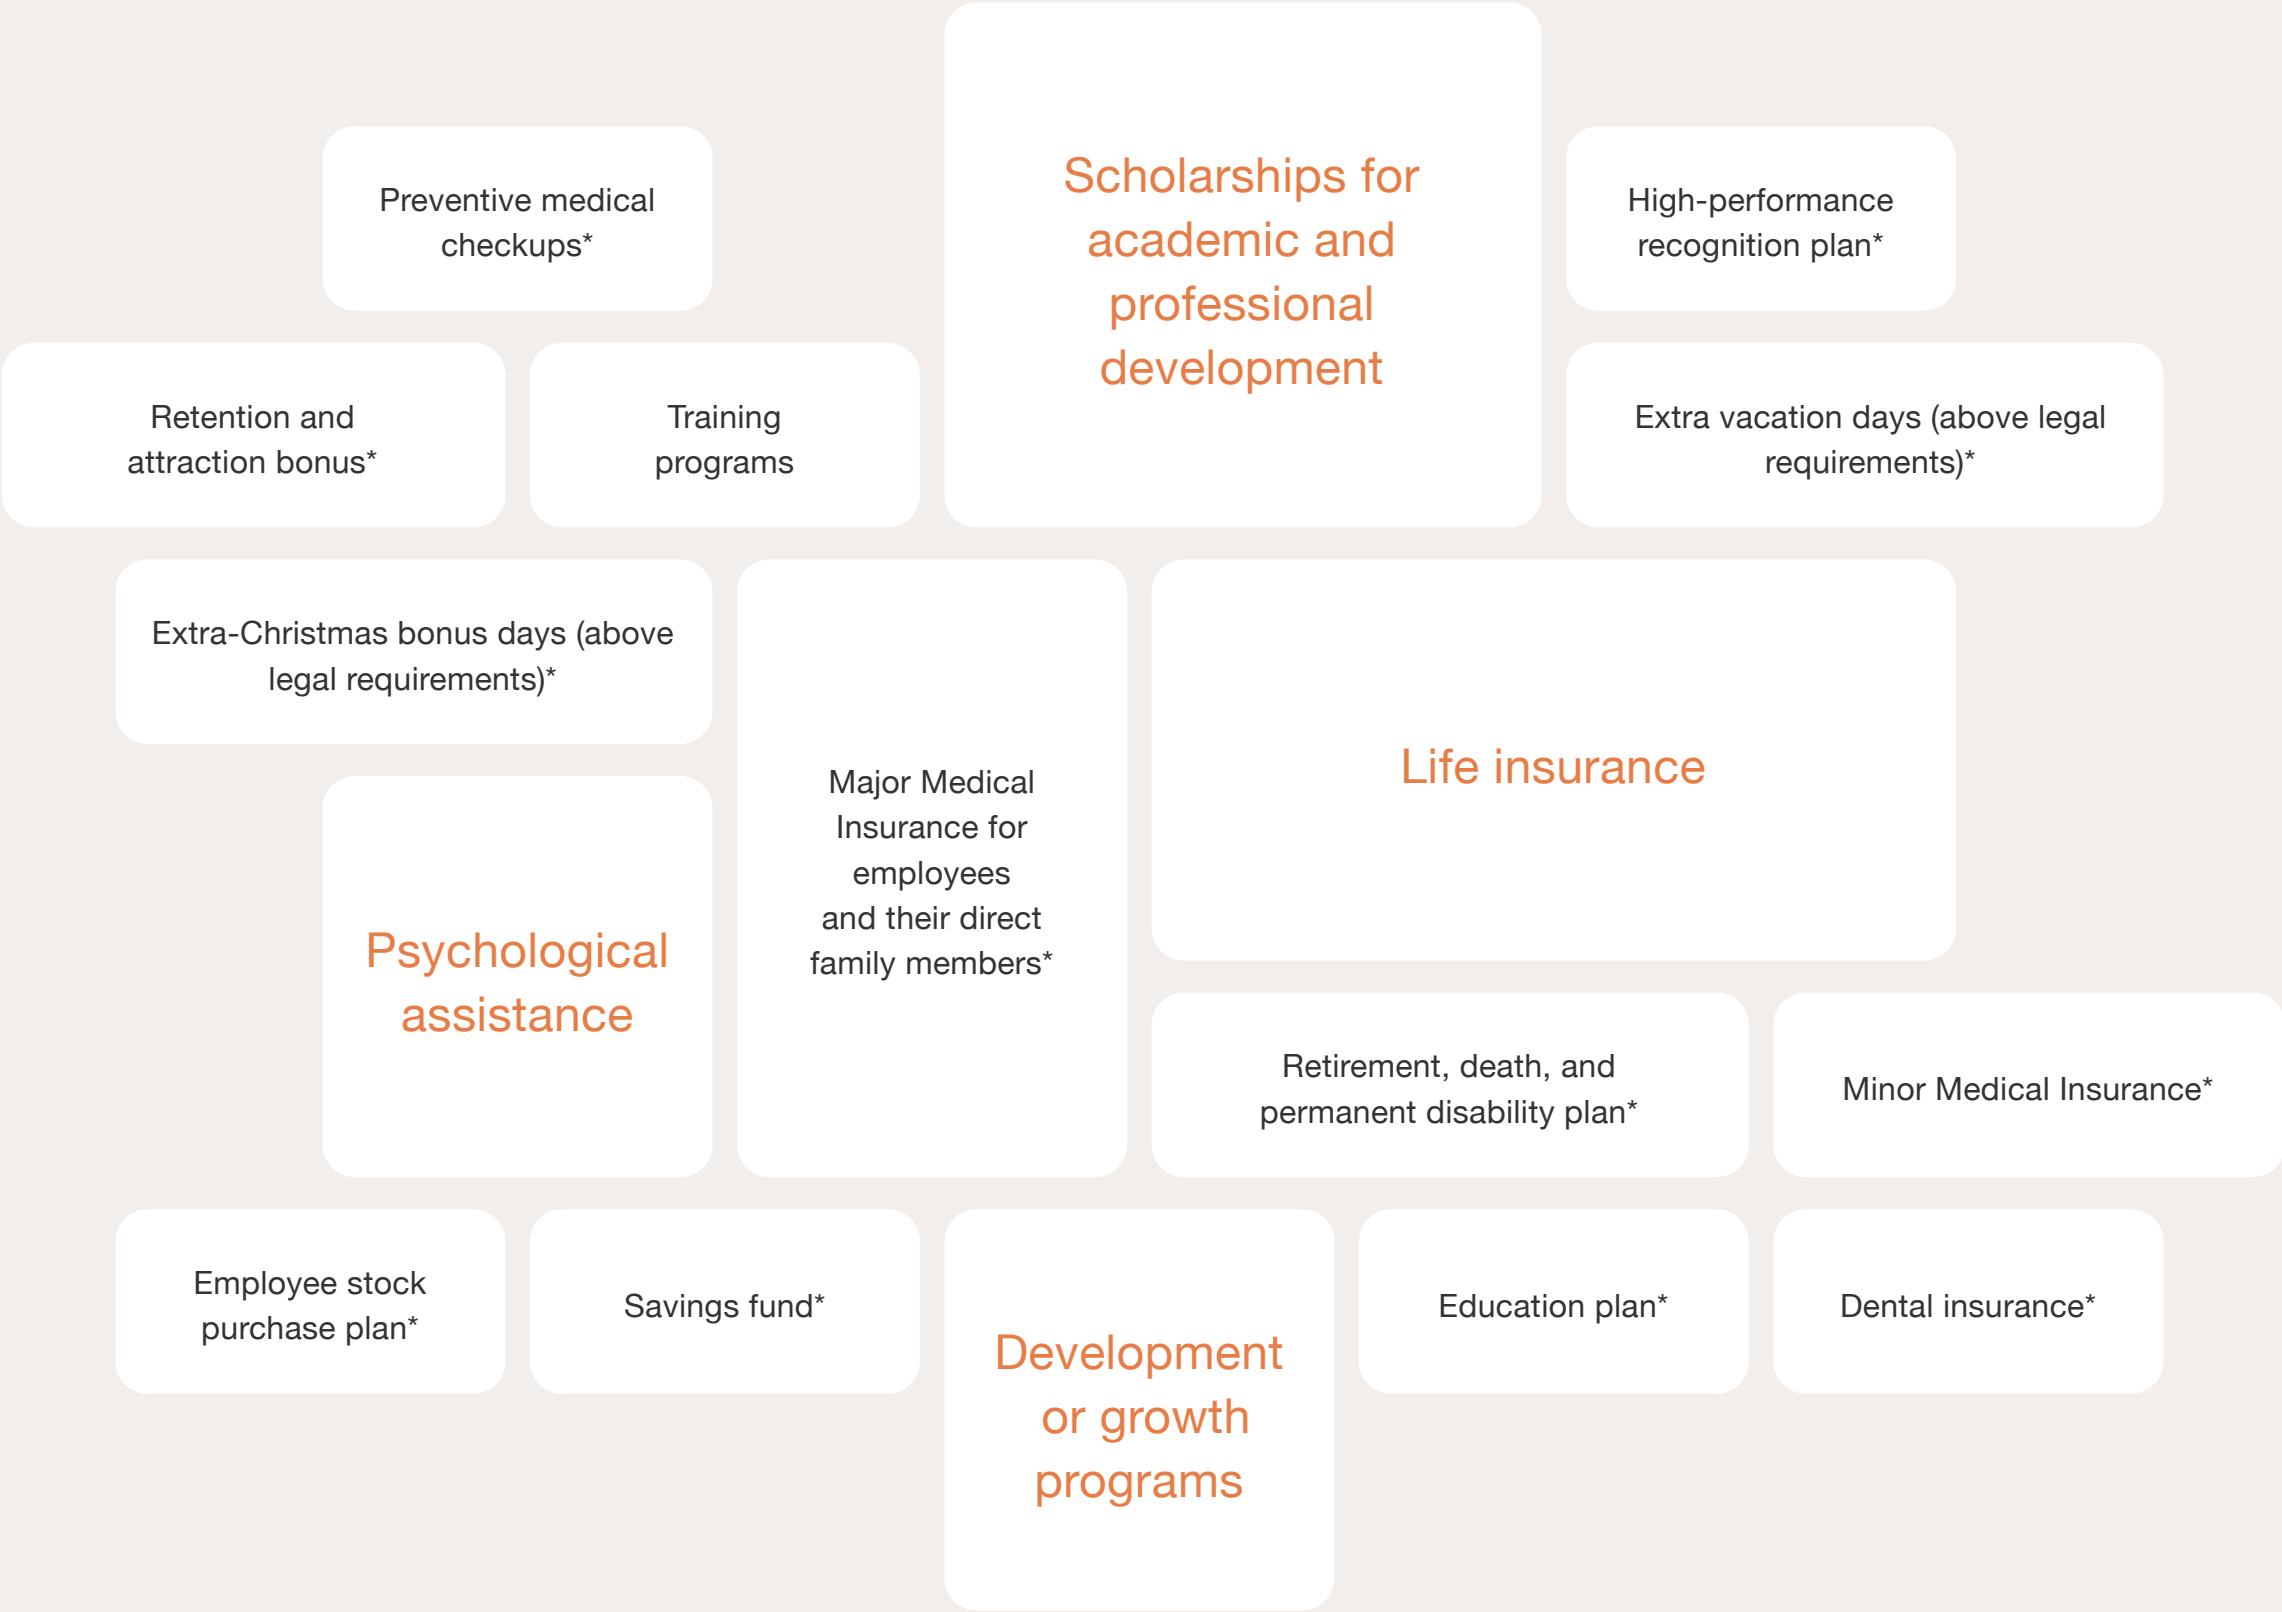 Scholarships for
academic and
professional
development
Preventive medical
checkups*
High-performance
recognition plan*
Retention and
attraction bonus*
Training
programs
Extra vacation days (above legal
requirements)*
Extra-Christmas bonus days (above
legal requirements)*
Major Medical
Insurance for
employees
and their direct
family members*
Life insurance
Psychological
assistance
Retirement, death, and
permanent disability plan*
Minor Medical Insurance*
Employee stock
purchase plan*
Savings fund*
Development
or growth
programs
Education plan*
Dental insurance*